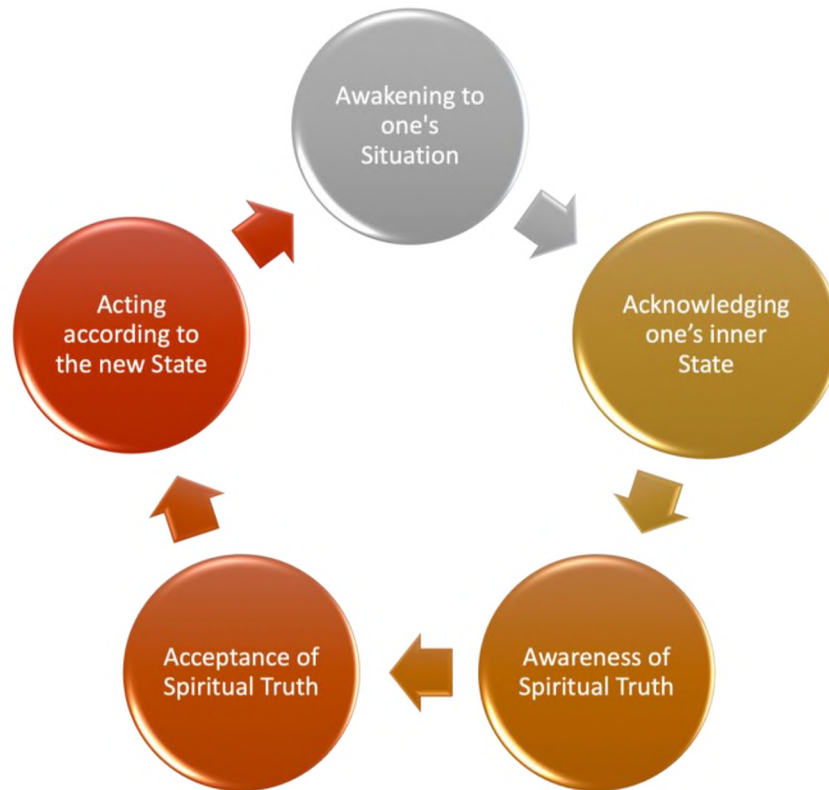 Awakening to
one's
Situation
Acknowledging
one’s inner
State
Awareness of
Spiritual Truth
Acceptance of
Spiritual Truth
Acting
according to
the new State